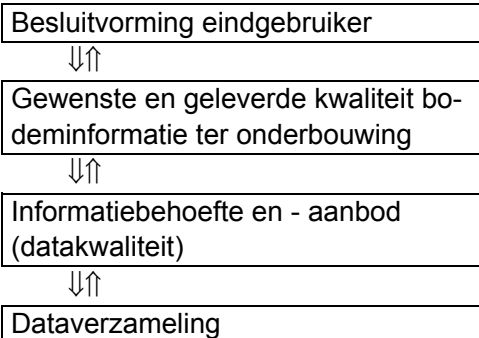 Besluitvorming eindgebruiker
⇓⇑
Gewenste en geleverde kwaliteit bo-
deminformatie ter onderbouwing
⇓⇑
Informatiebehoefte en - aanbod
(datakwaliteit)
⇓⇑
Dataverzameling